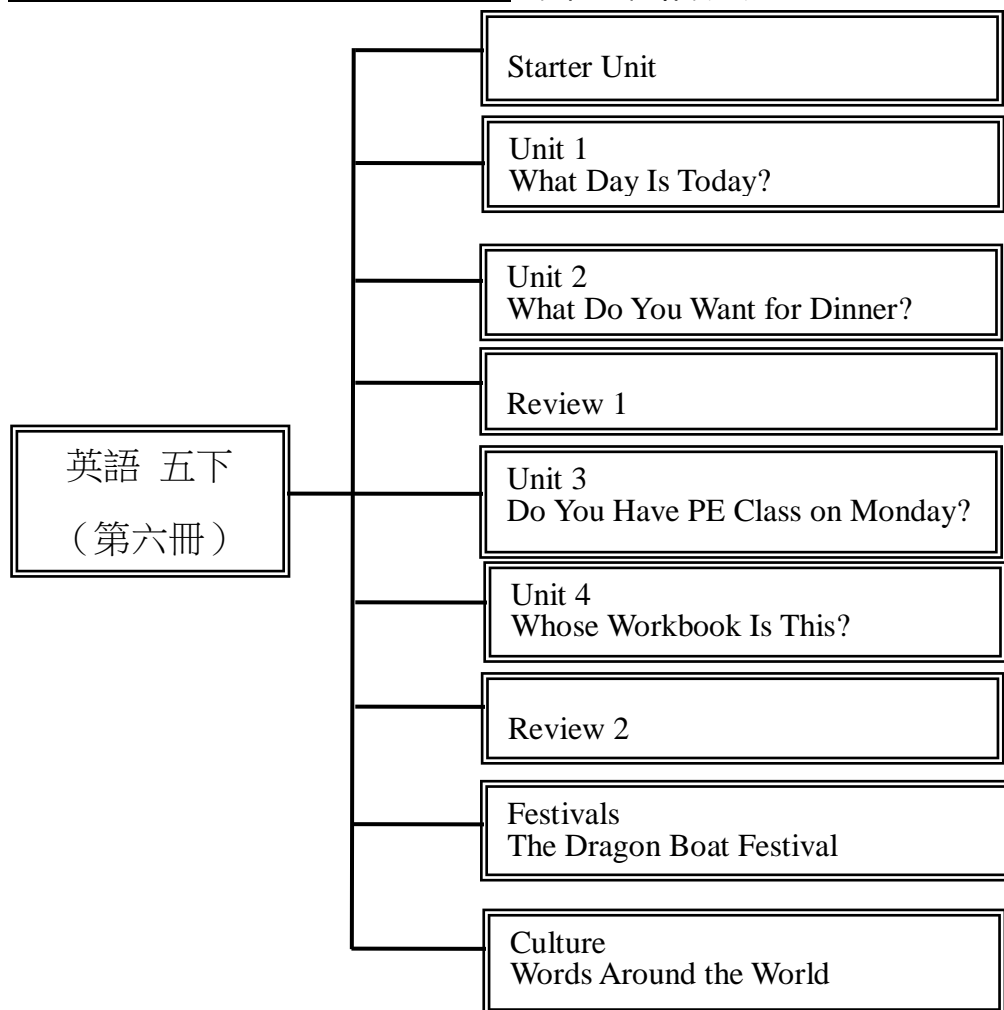 Starter Unit
Unit 1
What Day Is Today?
Unit 2
What Do You Want for Dinner?
Review 1
英語 五下
（第六冊）
Unit 3
Do You Have PE Class on Monday?
Unit 4
Whose Workbook Is This?
Review 2
Festivals
The Dragon Boat Festival
Culture
Words Around the World